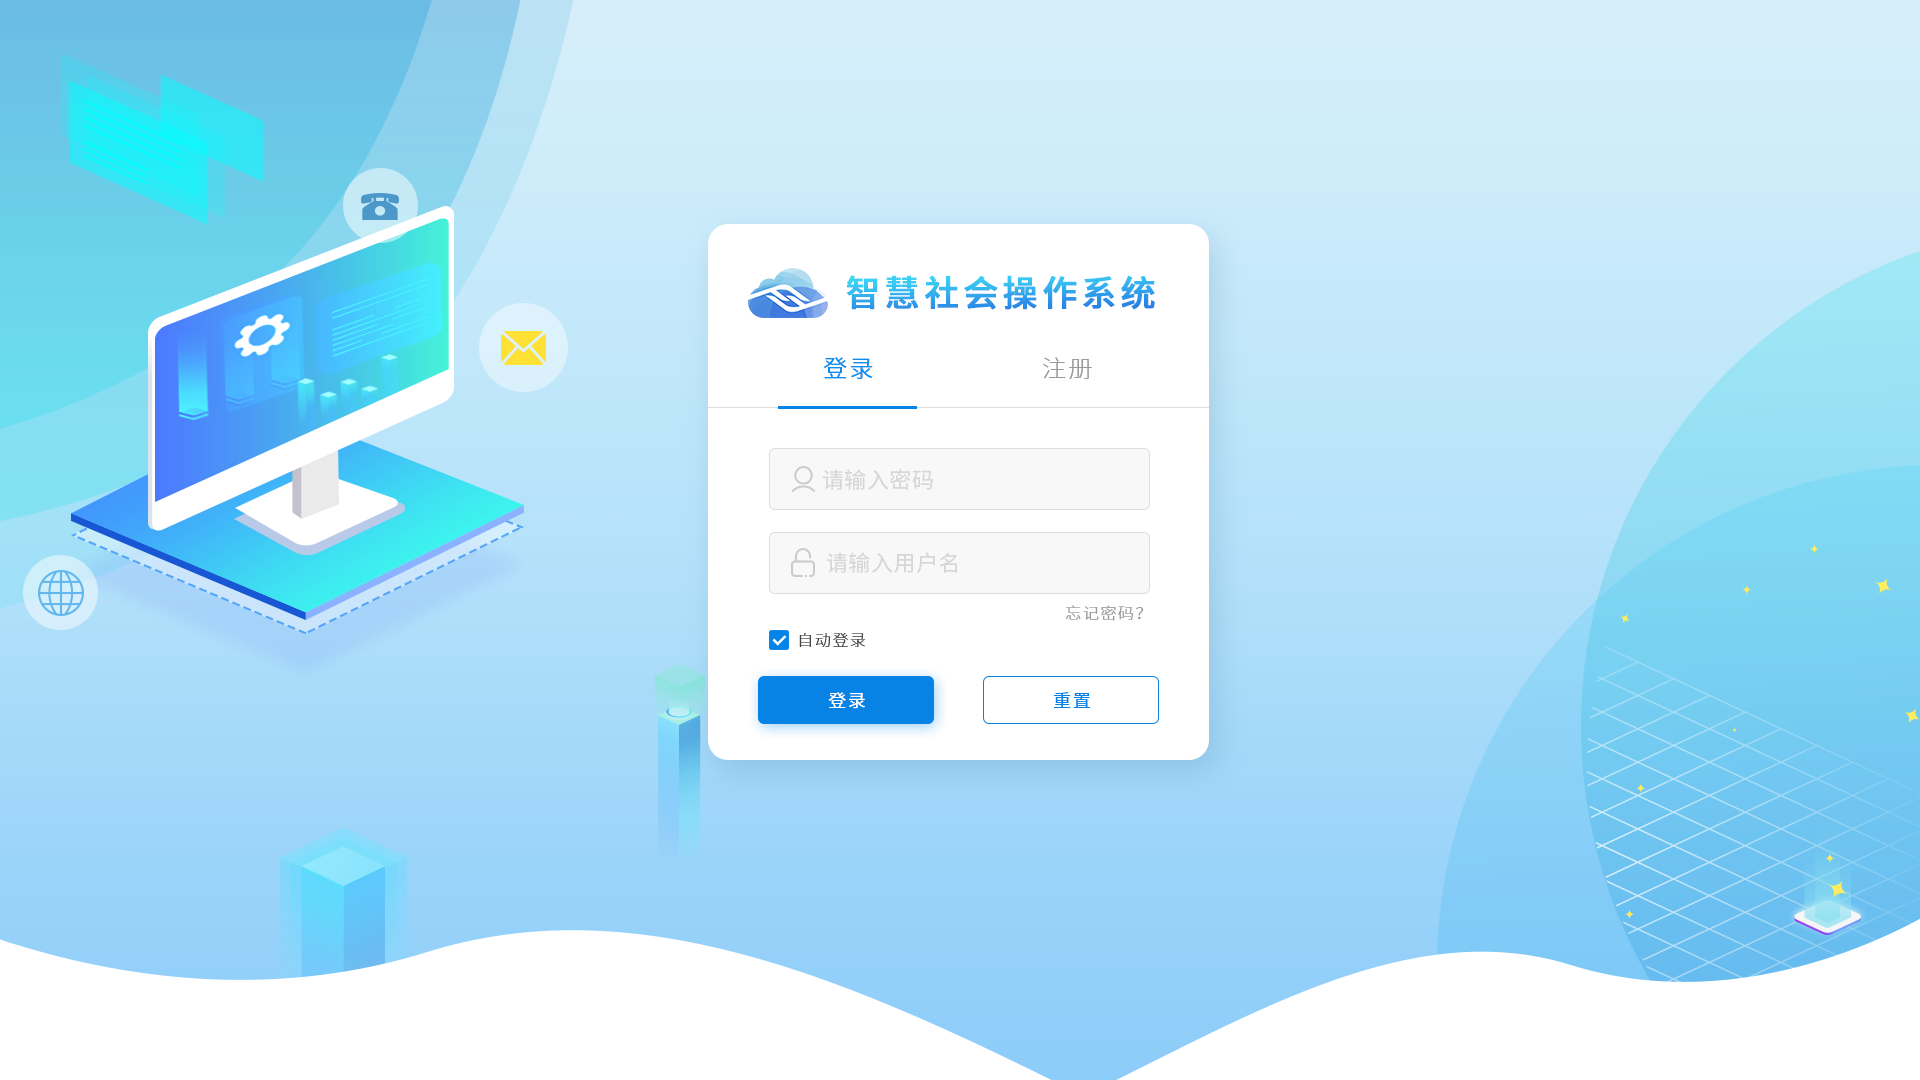 智慧社会操作系统
登录 注册
请输入密码
请输入用户名
忘记密码?
自动登录
登录 重置